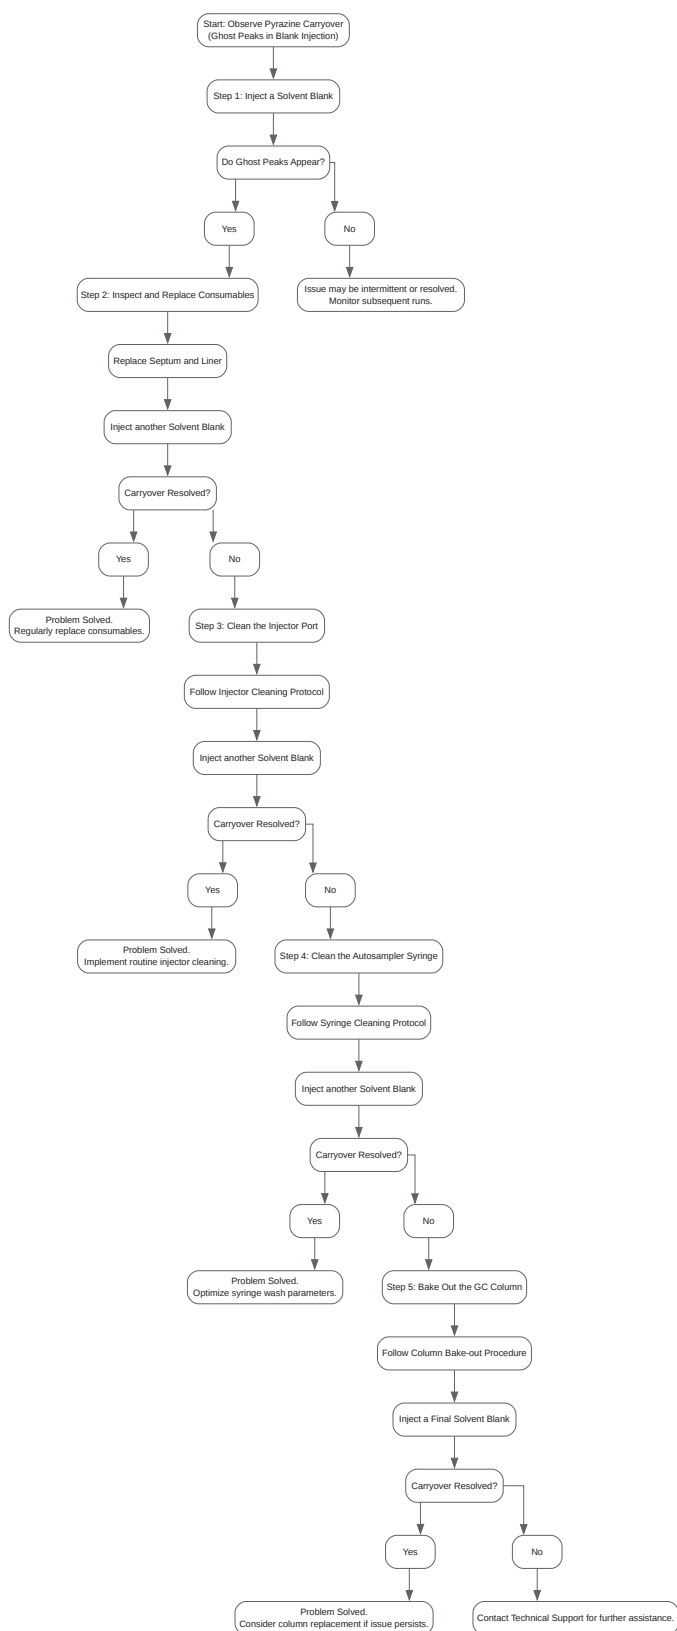 Start: Observe Pyrazine Carryover
(Ghost Peaks in Blank Injection)
Step 1: Inject a Solvent Blank
Do Ghost Peaks Appear?
Yes
No
Step 2: Inspect and Replace Consumables
Issue may be intermittent or resolved.
Monitor subsequent runs.
Replace Septum and Liner
Inject another Solvent Blank
Carryover Resolved?
Yes
No
Problem Solved.
Regularly replace consumables.
Step 3: Clean the Injector Port
Follow Injector Cleaning Protocol
Inject another Solvent Blank
Carryover Resolved?
Yes
No
Problem Solved.
Implement routine injector cleaning.
Step 4: Clean the Autosampler Syringe
Follow Syringe Cleaning Protocol
Inject another Solvent Blank
Carryover Resolved?
Yes
No
Problem Solved.
Optimize syringe wash parameters.
Step 5: Bake Out the GC Column
Follow Column Bake-out Procedure
Inject a Final Solvent Blank
Carryover Resolved?
Yes
No
Problem Solved.
Consider column replacement if issue persists.
Contact Technical Support for further assistance.